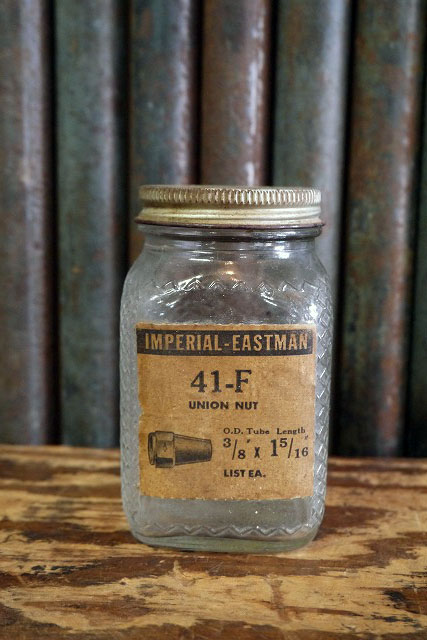 IMPERIAL-EASTMAN
41-F
UNION NUT
O.D. Tube Length
3/8" x 1 5/16"
LIST EA.